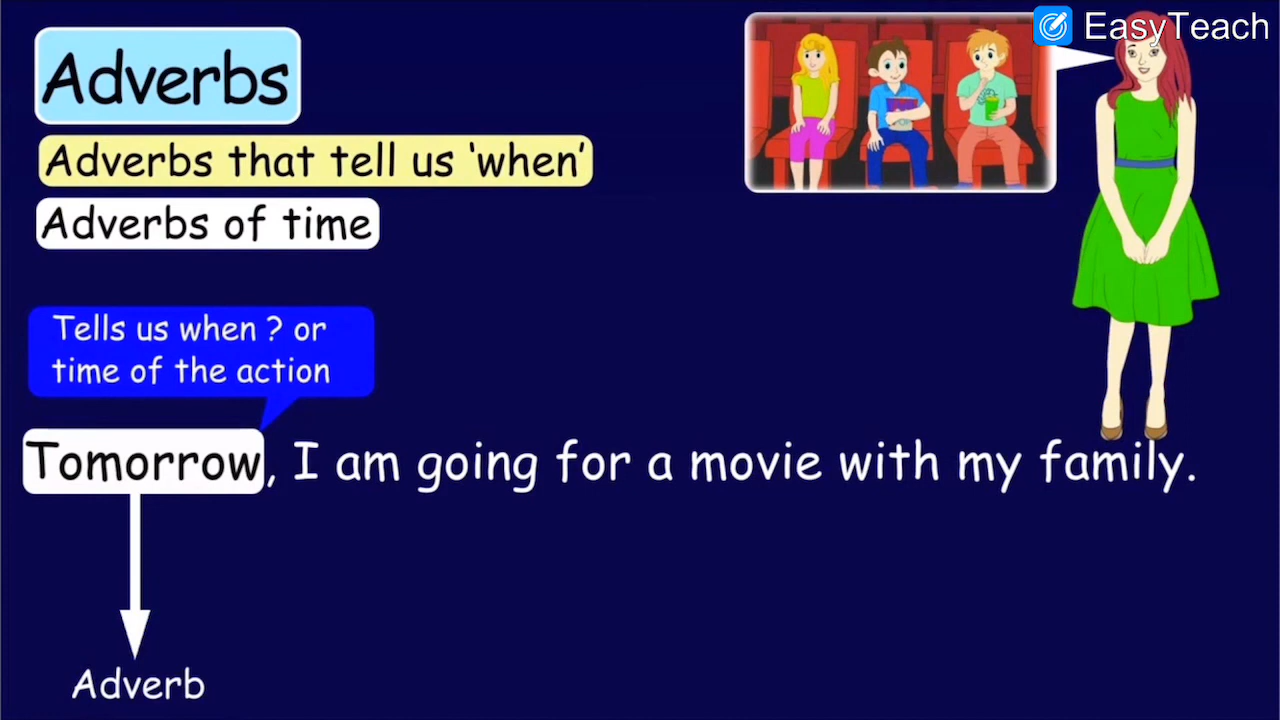 EasyTeach
Adverbs
Adverbs that tell us ‘when’
Adverbs of time
Tells us when ? or
time of the action
Tomorrow, I am going for a movie with my family.
Adverb